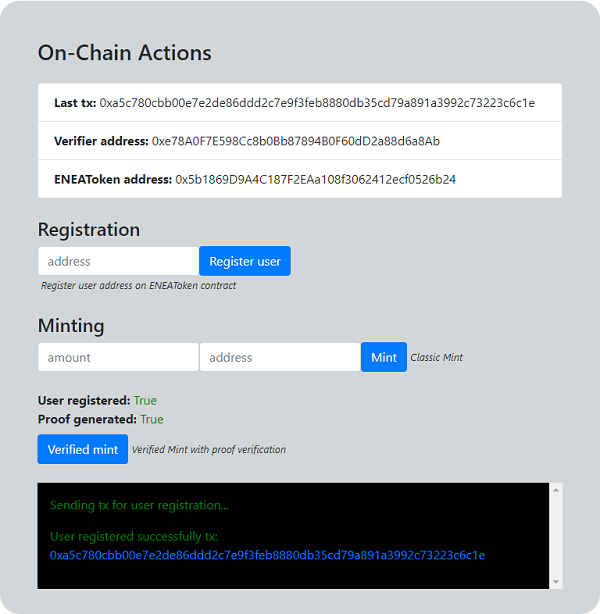 On-Chain Actions
Last tx: 0xa5c780cbb00e7e2de86ddd2c7e9f3feb8880db35cd79a891a3992c73223c6c1e
Verifier address: 0xe78A0F7E598Cc8b0Bb87894B0F60dD2a88d6a8Ab
ENEAToken address: 0x5b1869D9A4C187F2EAa108f3062412ecf0526b24
Registration
address Register user
Register user address on ENEAToken contract
Minting
amount address Mint Classic Mint
User registered: True
Proof generated: True
Verified mint Verified Mint with proof verification
Sending tx for user registration...
User registered successfully tx:
0xa5c780cbb00e7e2de86ddd2c7e9f3feb8880db35cd79a891a3992c73223c6c1e